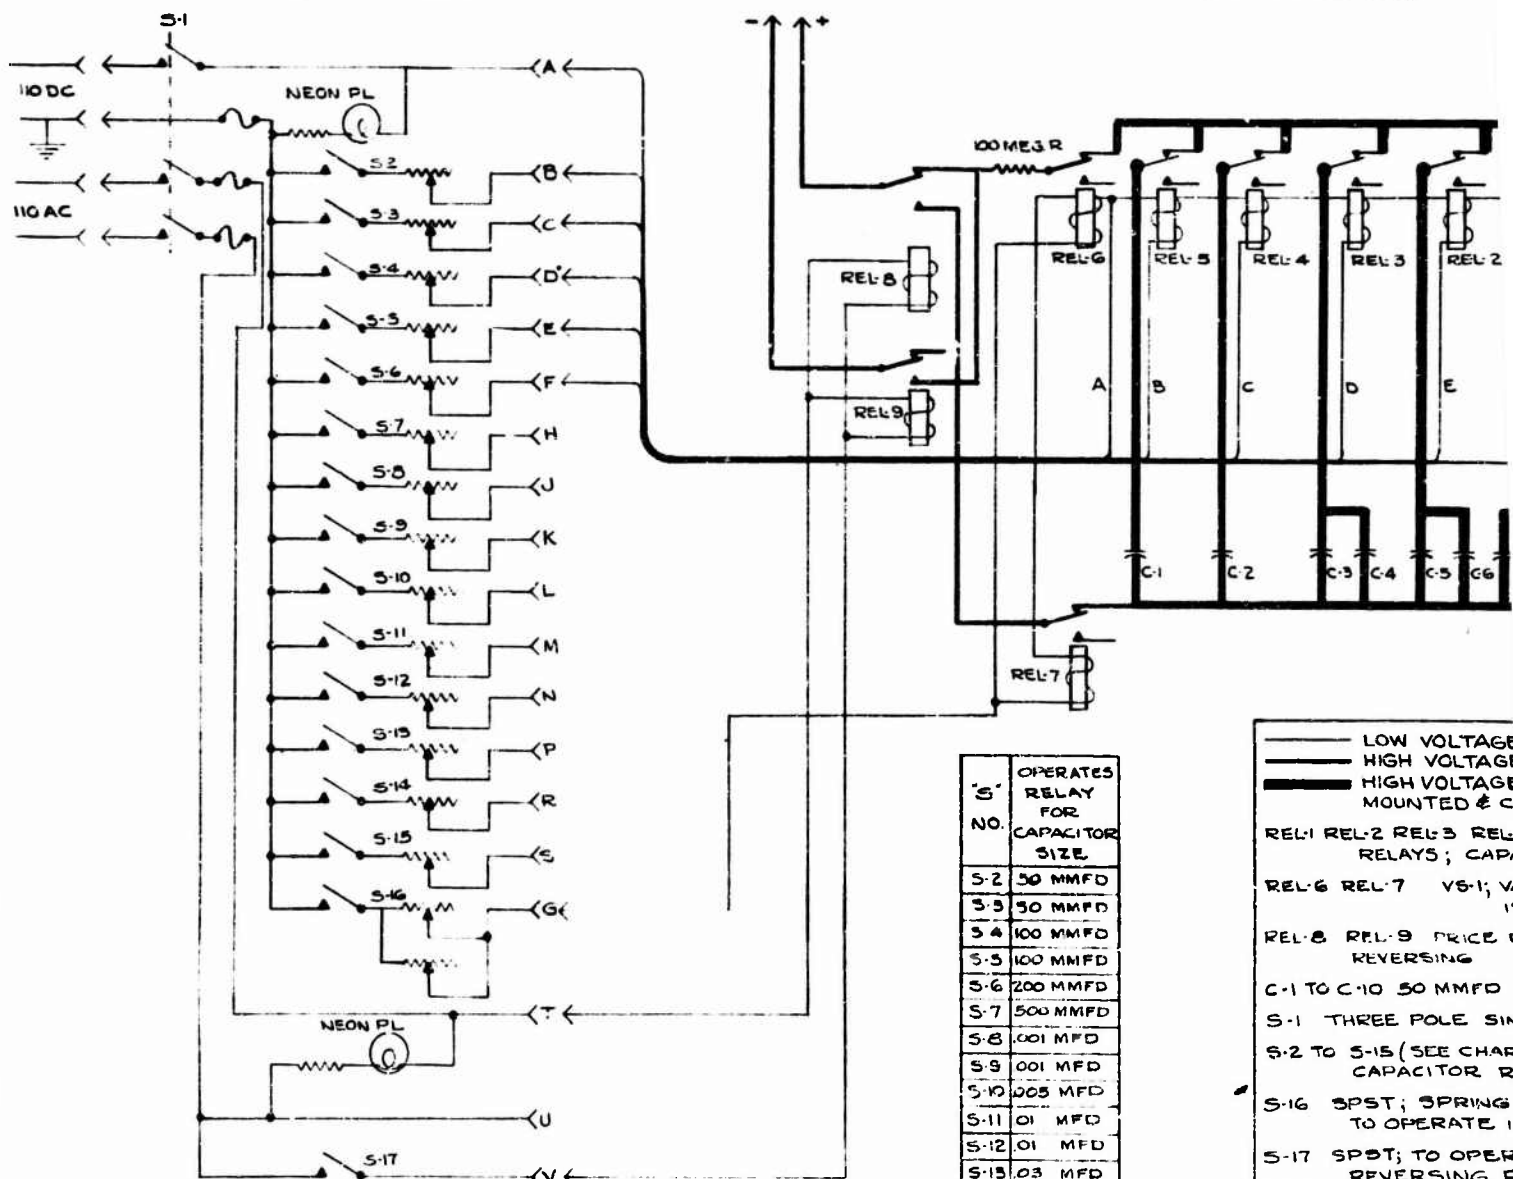 S-1
- +
110 DC
NEON PL
A
100 MEG R
S-2
B
110 AC
S-3
C
S-4
D
REL-8
REL-6
REL-5
REL-4
REL-3
REL-2
S-5
E
S-6
F
A
B
C
D
E
S-7
H
REL-9
S-8
J
S-9
K
S-10
L
C-1
C-2
C-3
C-4
C-5
C-6
S-11
M
REL-7
S-12
N
S-13
P
S-14
R
S-15
S
S-16
G
NEON PL
T
U
S-17
V
"S" NO.
OPERATES RELAY FOR CAPACITOR SIZE
S-2 50 MMFD
S-3 50 MMFD
S-4 100 MMFD
S-5 100 MMFD
S-6 200 MMFD
S-7 500 MMFD
S-8 .001 MFD
S-9 .001 MFD
S-10 .005 MFD
S-11 .01 MFD
S-12 .01 MFD
S-13 .03 MFD
LOW VOLTAGE
HIGH VOLTAGE
HIGH VOLTAGE
MOUNTED & C
REL-1 REL-2 REL-3 REL
RELAYS; CAPA
REL-6 REL-7 VS-1; VA
REL-8 REL-9 PRICE
REVERSING
C-1 TO C-10 50 MMFD
S-1 THREE POLE SIN
S-2 TO S-15 (SEE CHAR
CAPACITOR R
S-16 SPST; SPRING
TO OPERATE
S-17 SPST; TO OPER
REVERSING